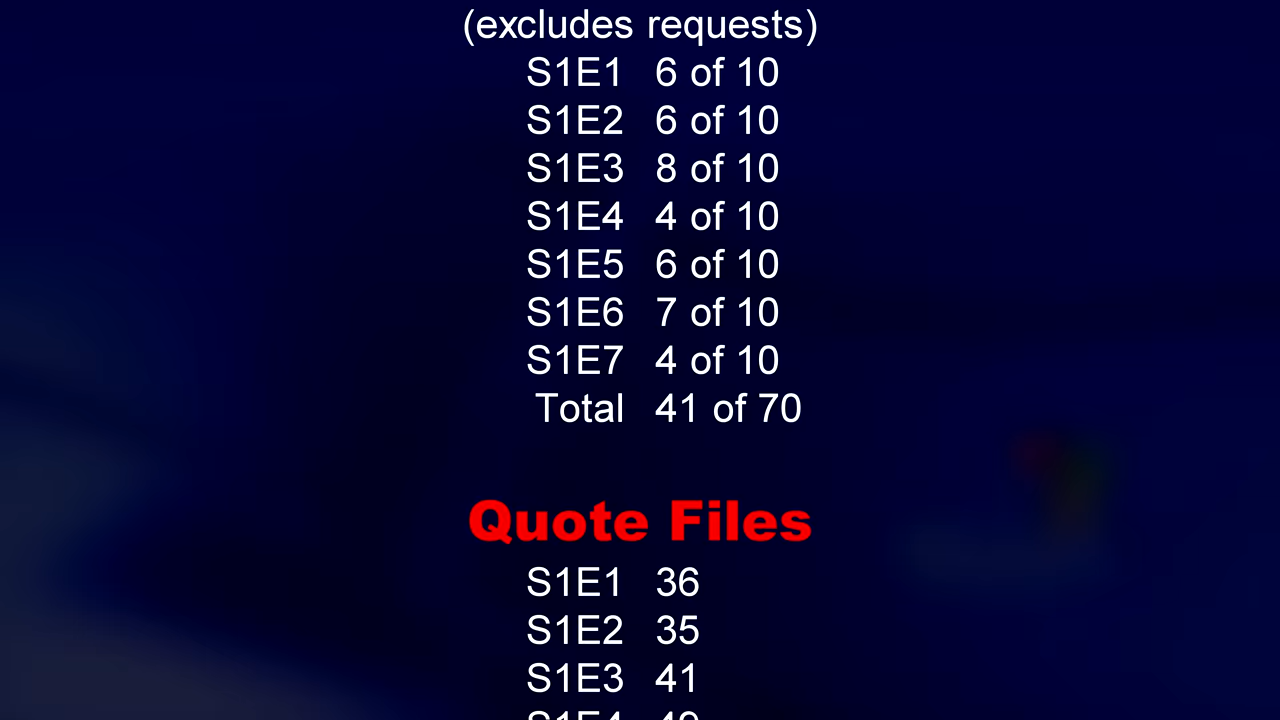 (excludes requests)
S1E1 6 of 10
S1E2 6 of 10
S1E3 8 of 10
S1E4 4 of 10
S1E5 6 of 10
S1E6 7 of 10
S1E7 4 of 10
Total 41 of 70
Quote Files
S1E1 36
S1E2 35
S1E3 41